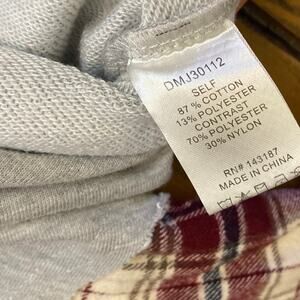 DMJ30112
SELF
87 % COTTON
13% POLYESTER
CONTRAST
70% POLYESTER
30% NYLON
RN# 143187
MADE IN CHINA